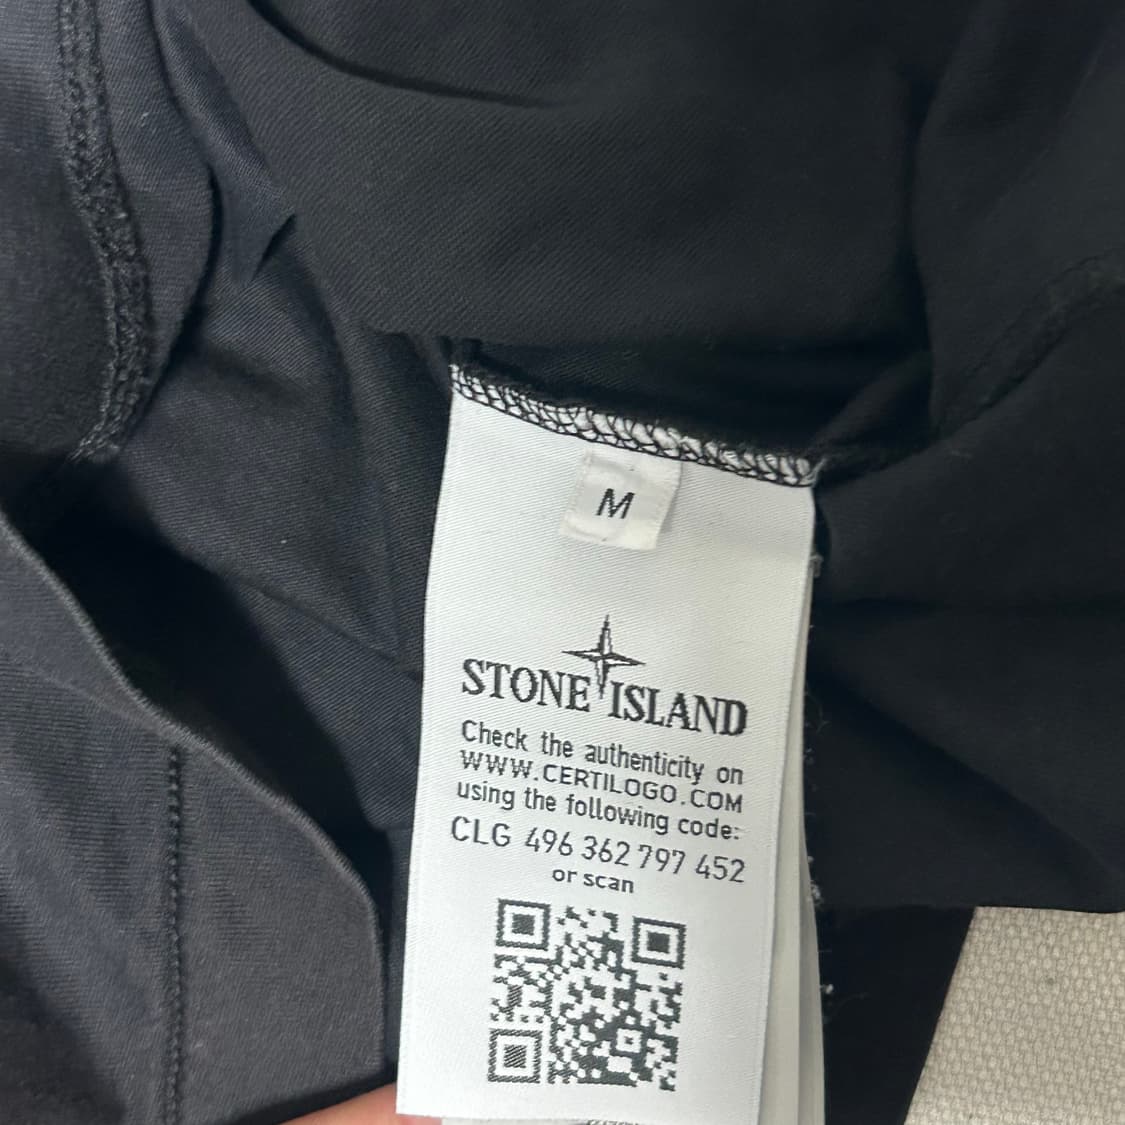 M
STONE ISLAND
Check the authenticity on
WWW.CERTILOGO.COM
using the following code:
CLG 496 362 797 452
or scan